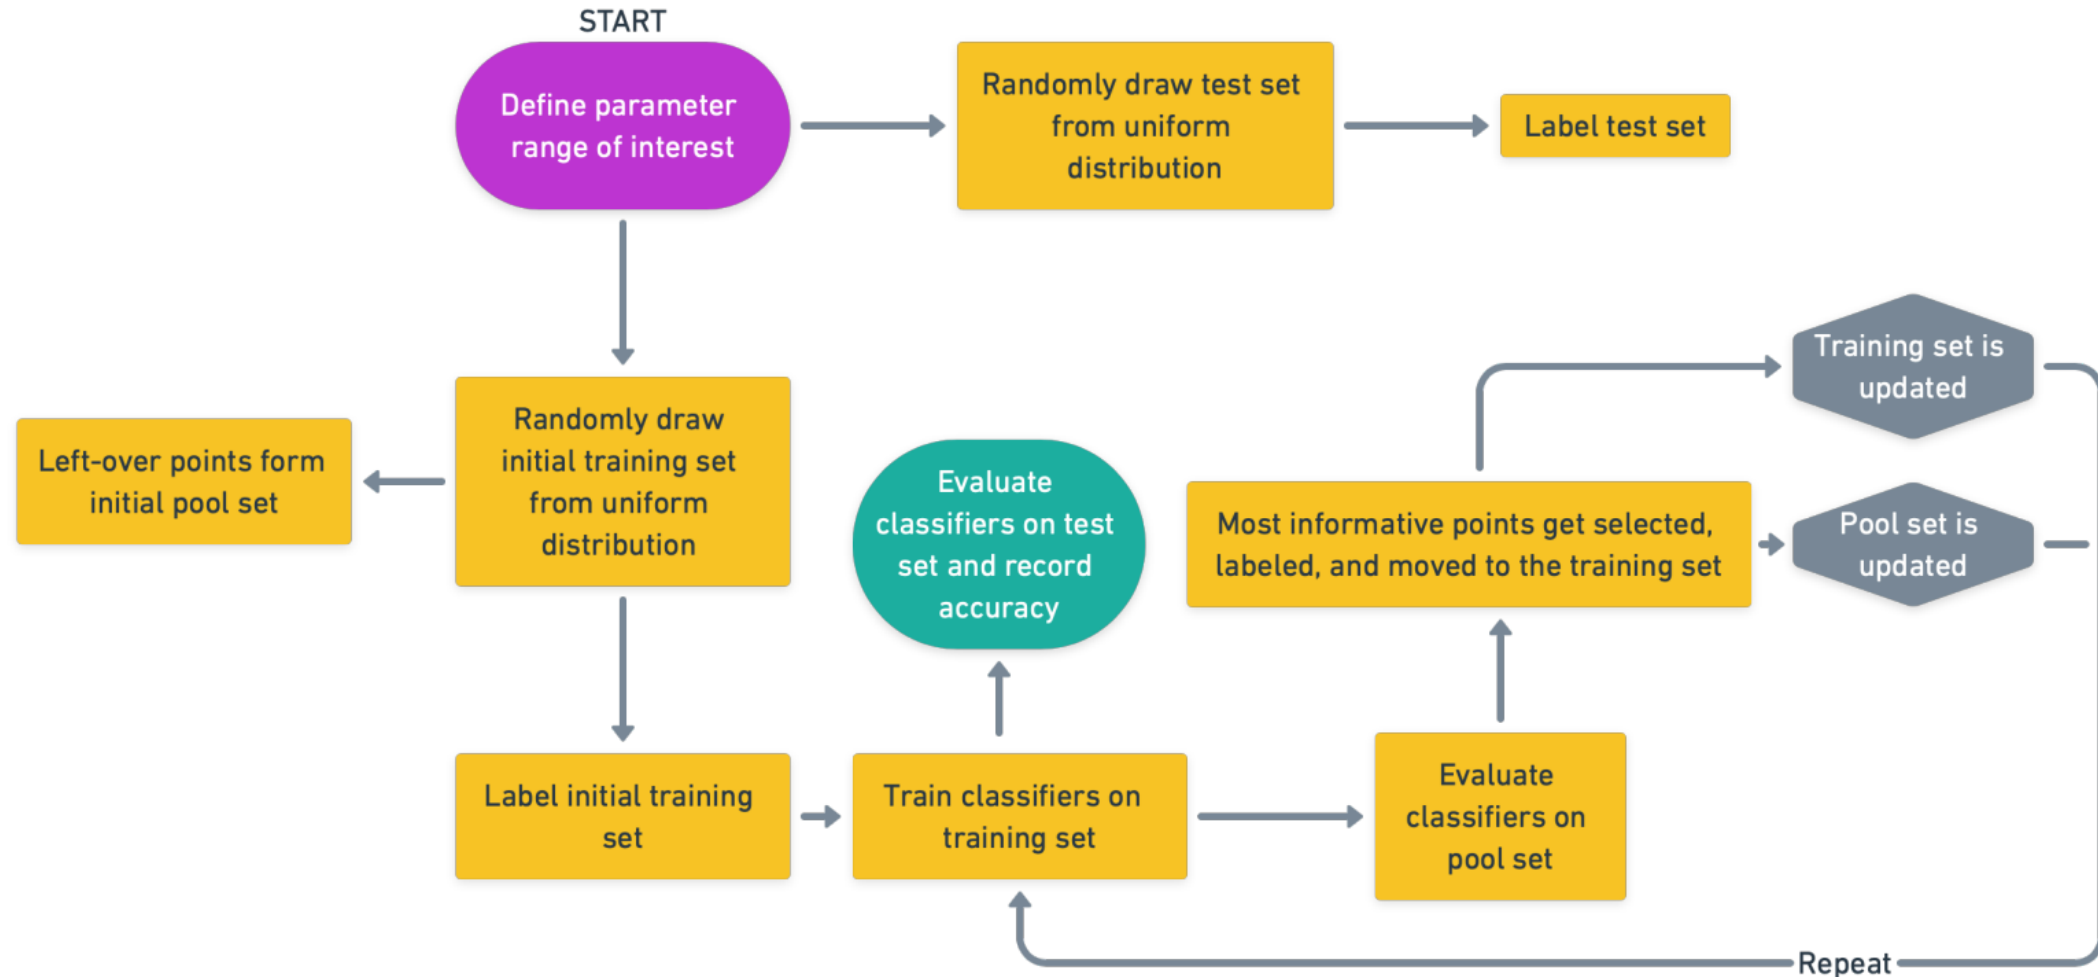 START
Define parameter
range of interest
Randomly draw test set
from uniform
distribution
Label test set
Training set is
updated
Left-over points form
initial pool set
Randomly draw
initial training set
from uniform
distribution
Evaluate
classifiers on test
set and record
accuracy
Most informative points get selected,
labeled, and moved to the training set
Pool set is
updated
Label initial training
set
Train classifiers on
training set
Evaluate
classifiers on
pool set
Repeat